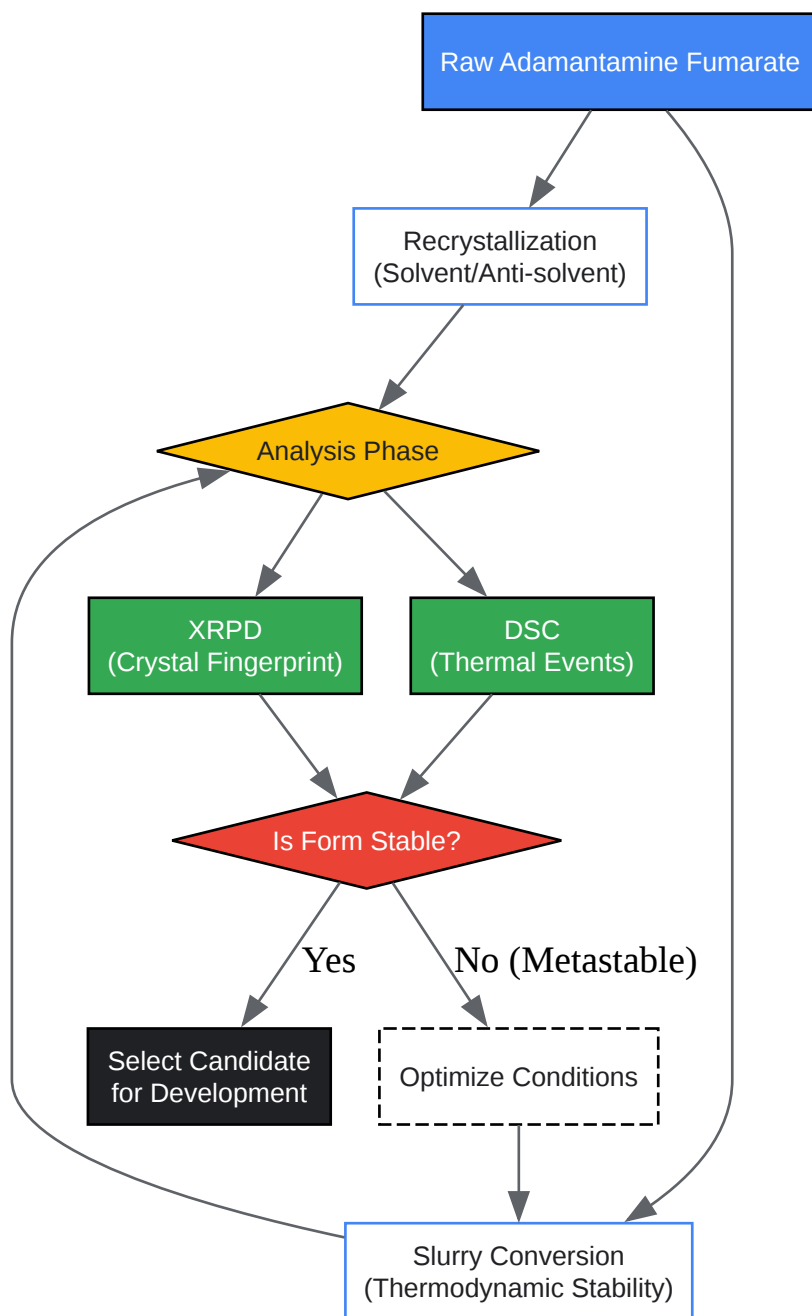 Raw Adamantamine Fumarate
Recrystallization
(Solvent/Anti-solvent)
Analysis Phase
XRPD
(Crystal Fingerprint)
DSC
(Thermal Events)
Is Form Stable?
Yes
No (Metastable)
Select Candidate
for Development
Optimize Conditions
Slurry Conversion
(Thermodynamic Stability)